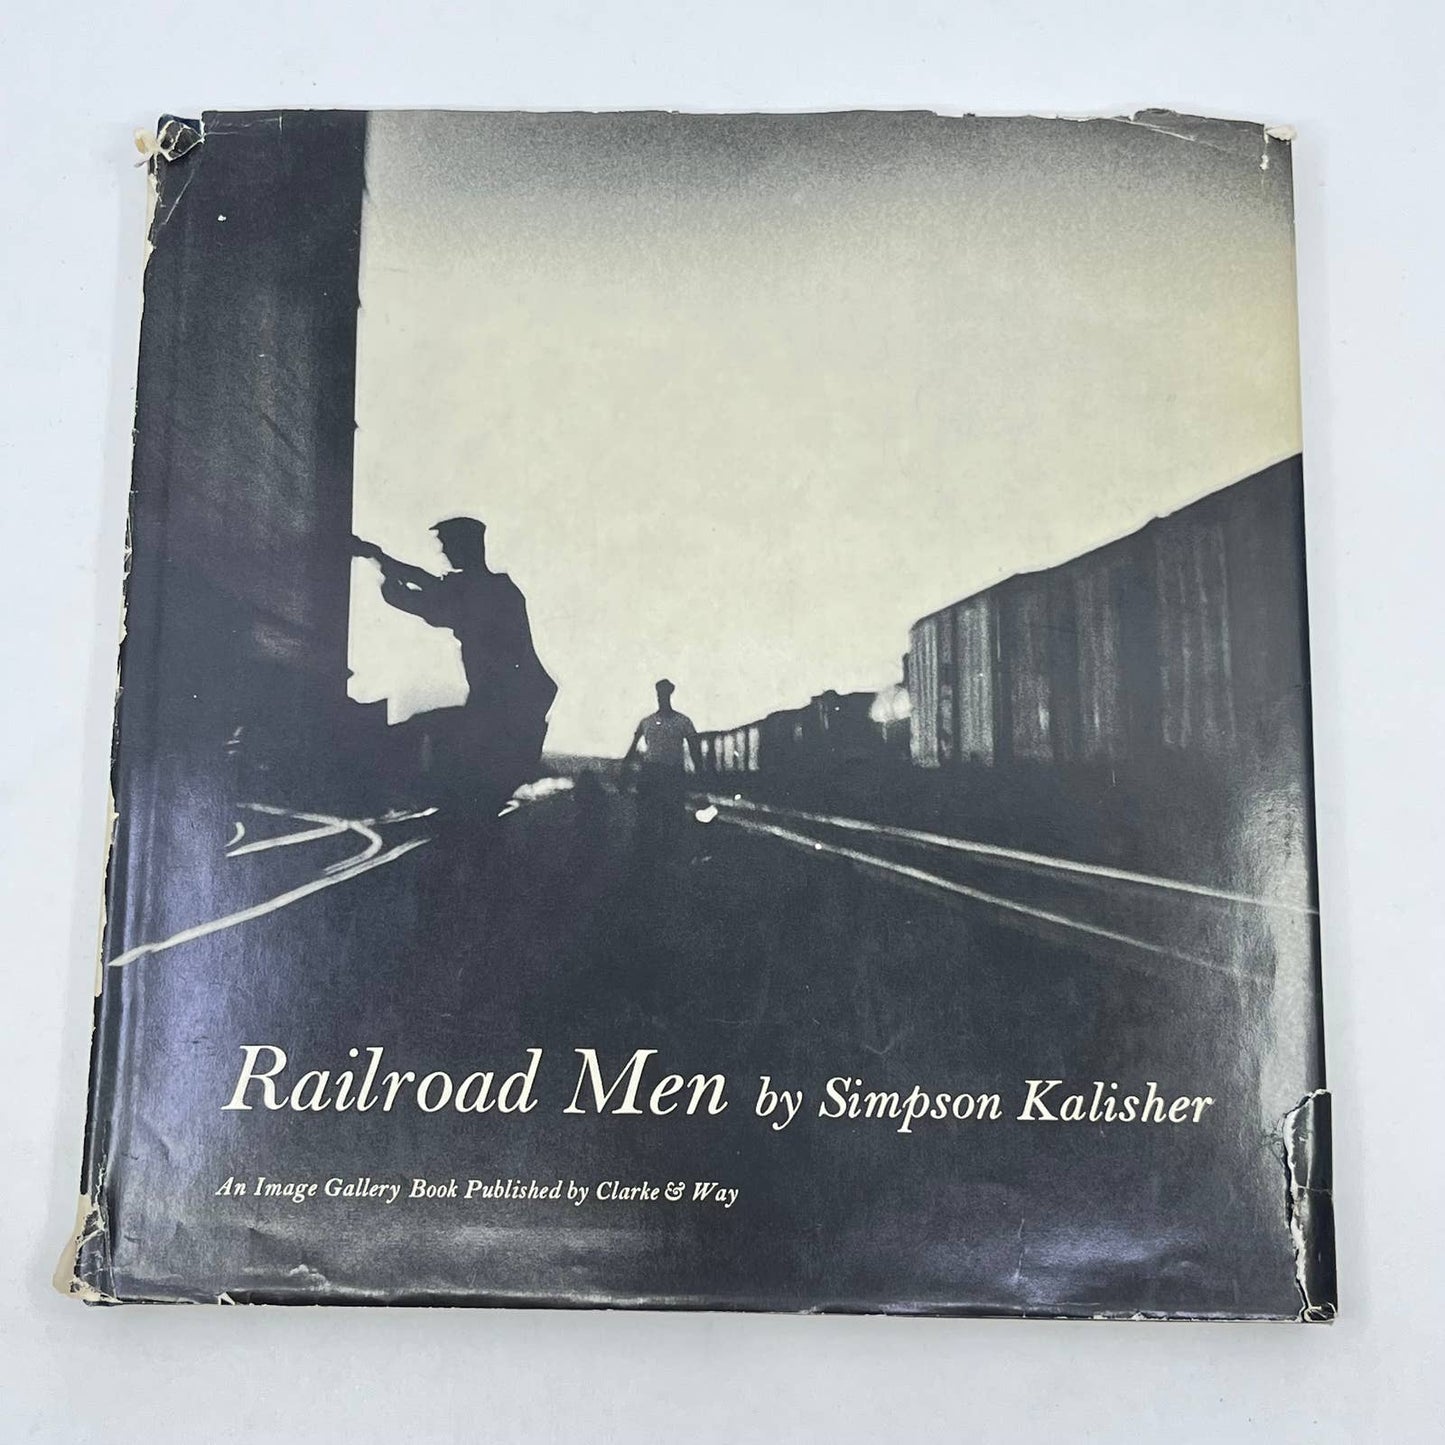 Railroad Men by Simpson Kalisher
An Image Gallery Book Published by Clarke & Way